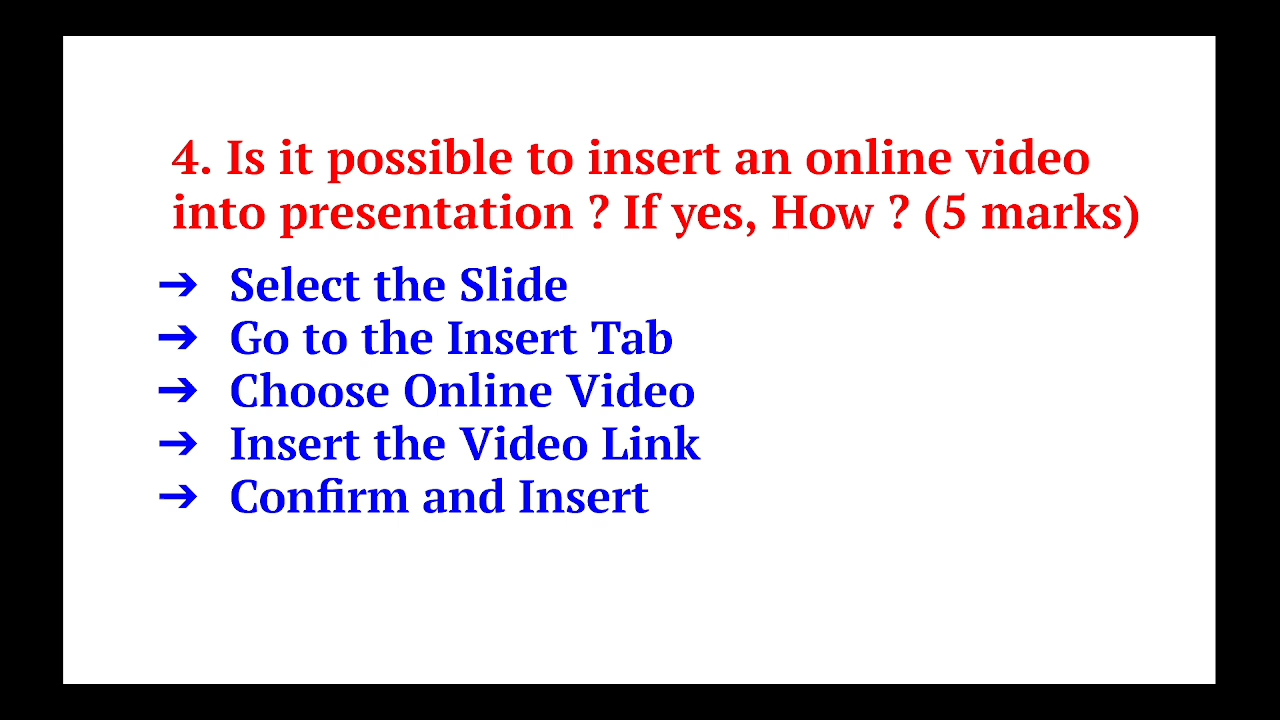 4. Is it possible to insert an online video
into presentation ? If yes, How ? (5 marks)
➔ Select the Slide
➔ Go to the Insert Tab
➔ Choose Online Video
➔ Insert the Video Link
➔ Confirm and Insert